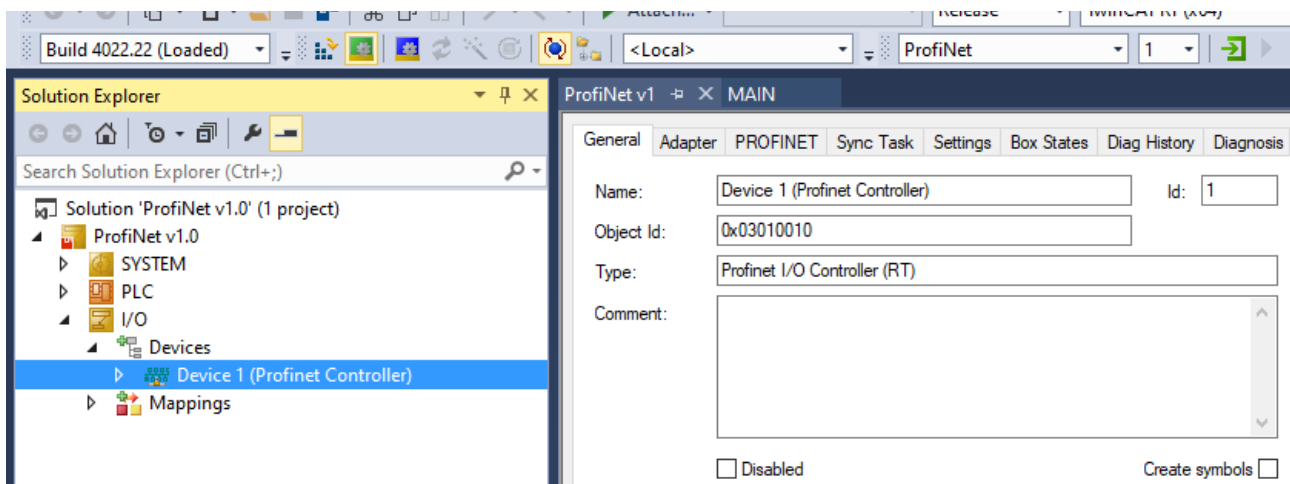 Attach...
Release
TwinCAT RT (x64)
Build 4022.22 (Loaded)
<Local>
ProfiNet
1
Solution Explorer
ProfiNet v1
MAIN
Search Solution Explorer (Ctrl+;)
General
Adapter
PROFINET
Sync Task
Settings
Box States
Diag History
Diagnosis
Solution 'ProfiNet v1.0' (1 project)
ProfiNet v1.0
SYSTEM
PLC
I/O
Devices
Device 1 (Profinet Controller)
Mappings
Name:
Device 1 (Profinet Controller)
Id:
1
Object Id:
0x03010010
Type:
Profinet I/O Controller (RT)
Comment:
Disabled
Create symbols